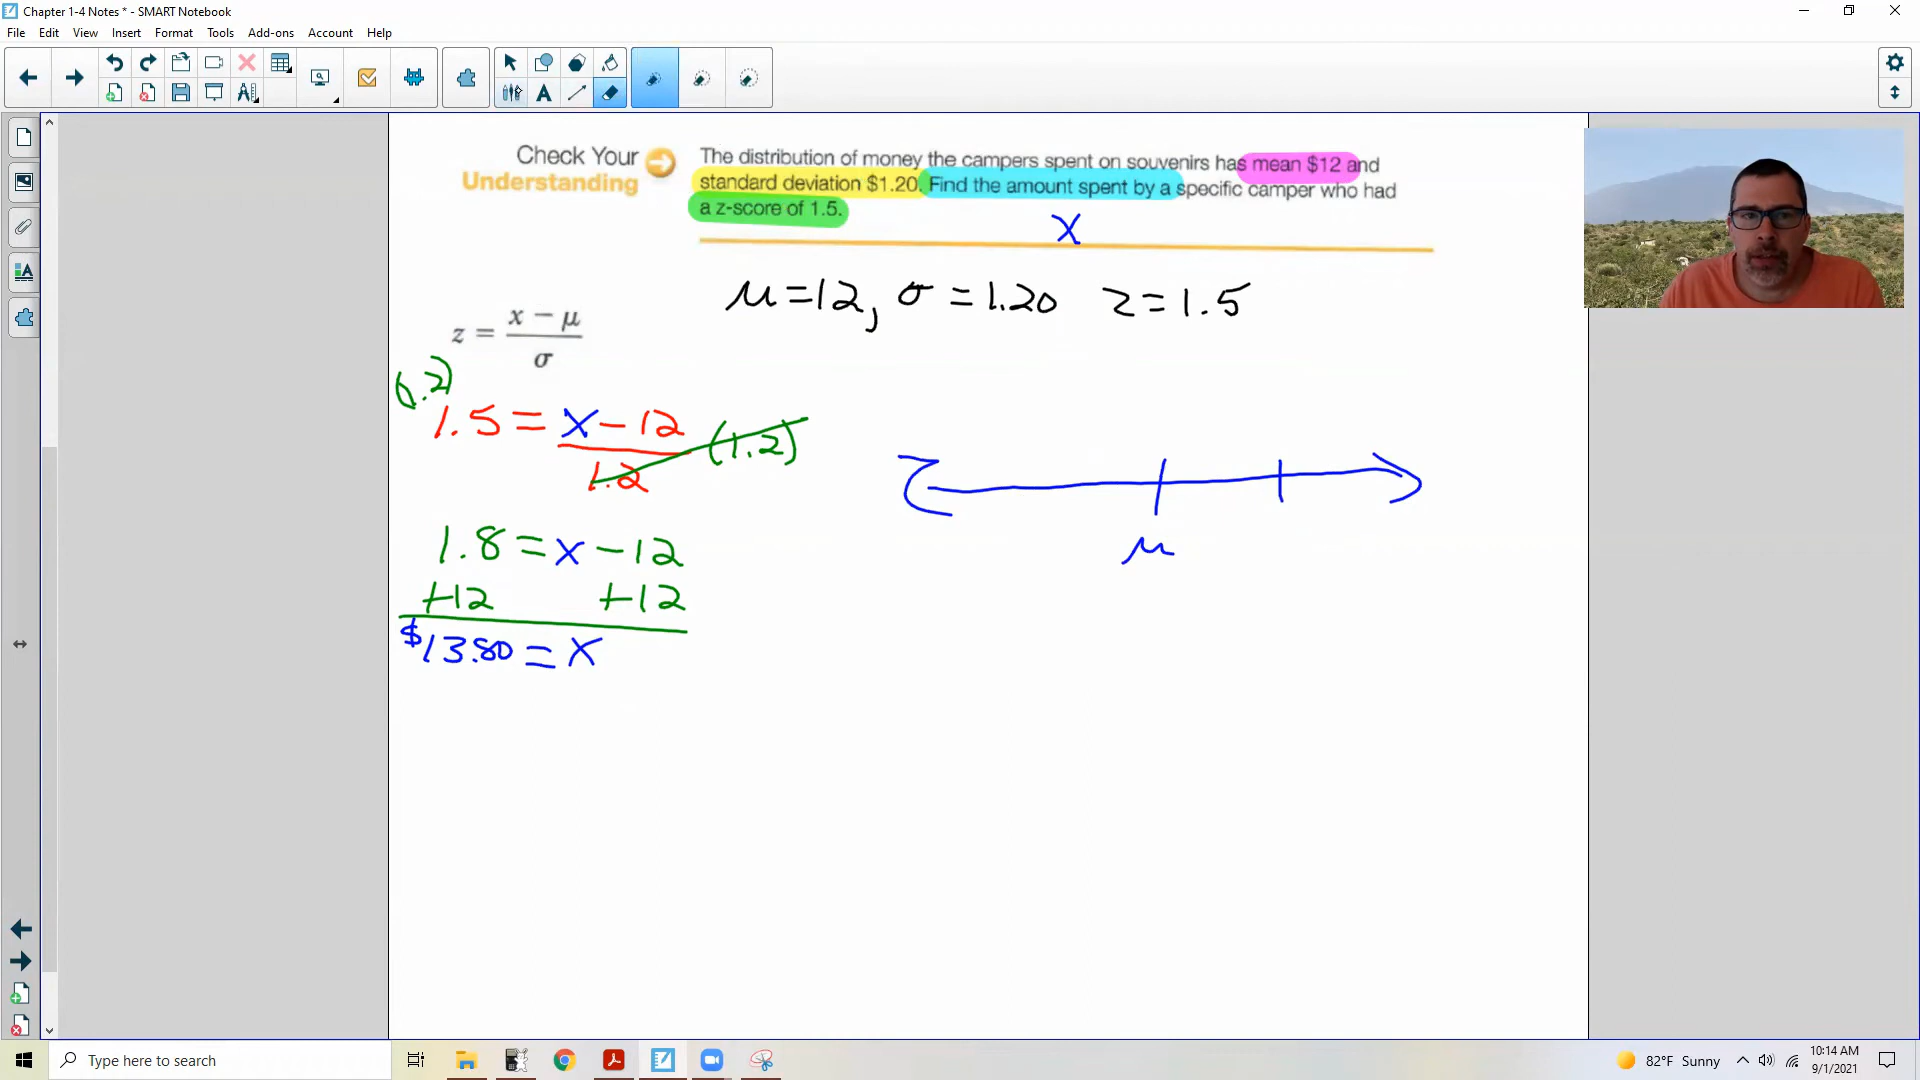 Chapter 1-4 Notes * - SMART Notebook
File Edit View Insert Format Tools Add-ons Account Help
Check Your
Understanding
The distribution of money the campers spent on souvenirs has mean $12 and
standard deviation $1.20. Find the amount spent by a specific camper who had
a z-score of 1.5.
x
μ=12, σ=1.20 z=1.5
z = x − μ
σ
(1.2)
1.5 = x − 12 (1.2)
1.2
μ
1.8 = x − 12
+12 +12
$13.80 = x
Type here to search
82°F Sunny
10:14 AM
9/1/2021